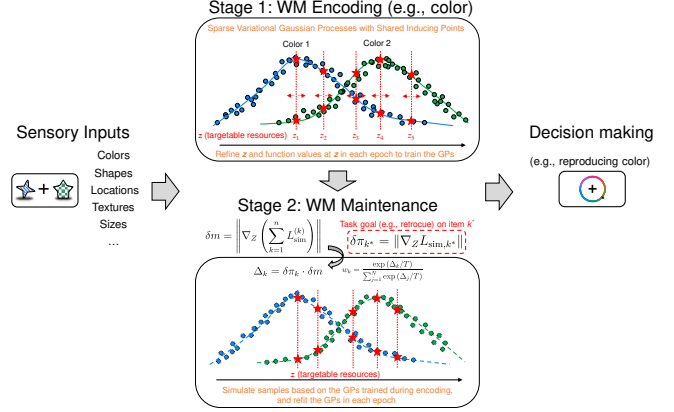 Stage 1: WM Encoding (e.g., color)
Sparse Variational Gaussian Processes with Shared Inducing Points
Color 1
Color 2
z (targetable resources)
z₁ z₂ z₃ z₄ z₅
Refine z and function values at z in each epoch to train the GPs
Sensory Inputs
Colors
Shapes
Locations
Textures
Sizes
...
Decision making
(e.g., reproducing color)
Stage 2: WM Maintenance
δm = ‖∇_Z (∑_{k=1}^{n} L_{sim}^{(k)})‖
Task goal (e.g., retrocue) on item k*
δπ_{k*} = ‖∇_Z L_{sim,k*}‖
Δ_k = δπ_k · δm
w_k = exp(Δ_k/T) / ∑_{j=1}^{N} exp(Δ_j/T)
z (targetable resources)
Simulate samples based on the GPs trained during encoding,
and refit the GPs in each epoch